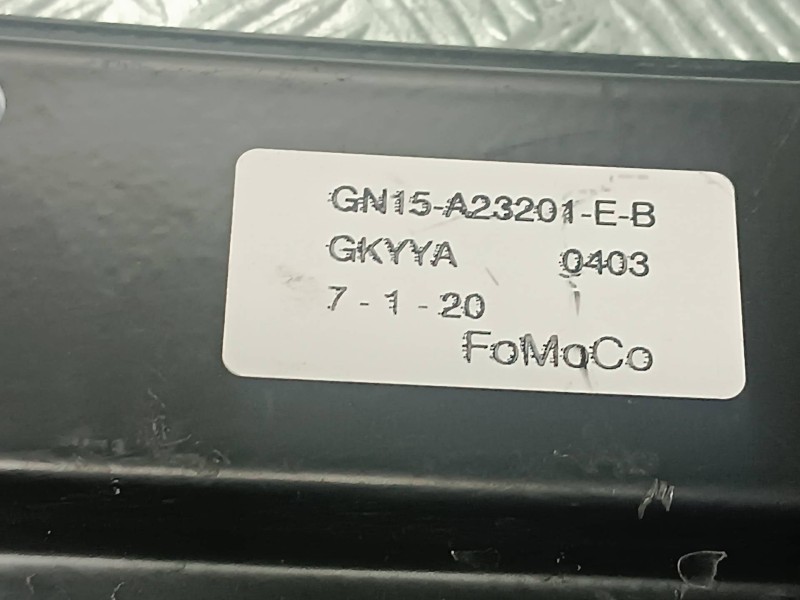 GN15-A23201-E-B
GKYYA 0403
7-1-20
FoMoCo